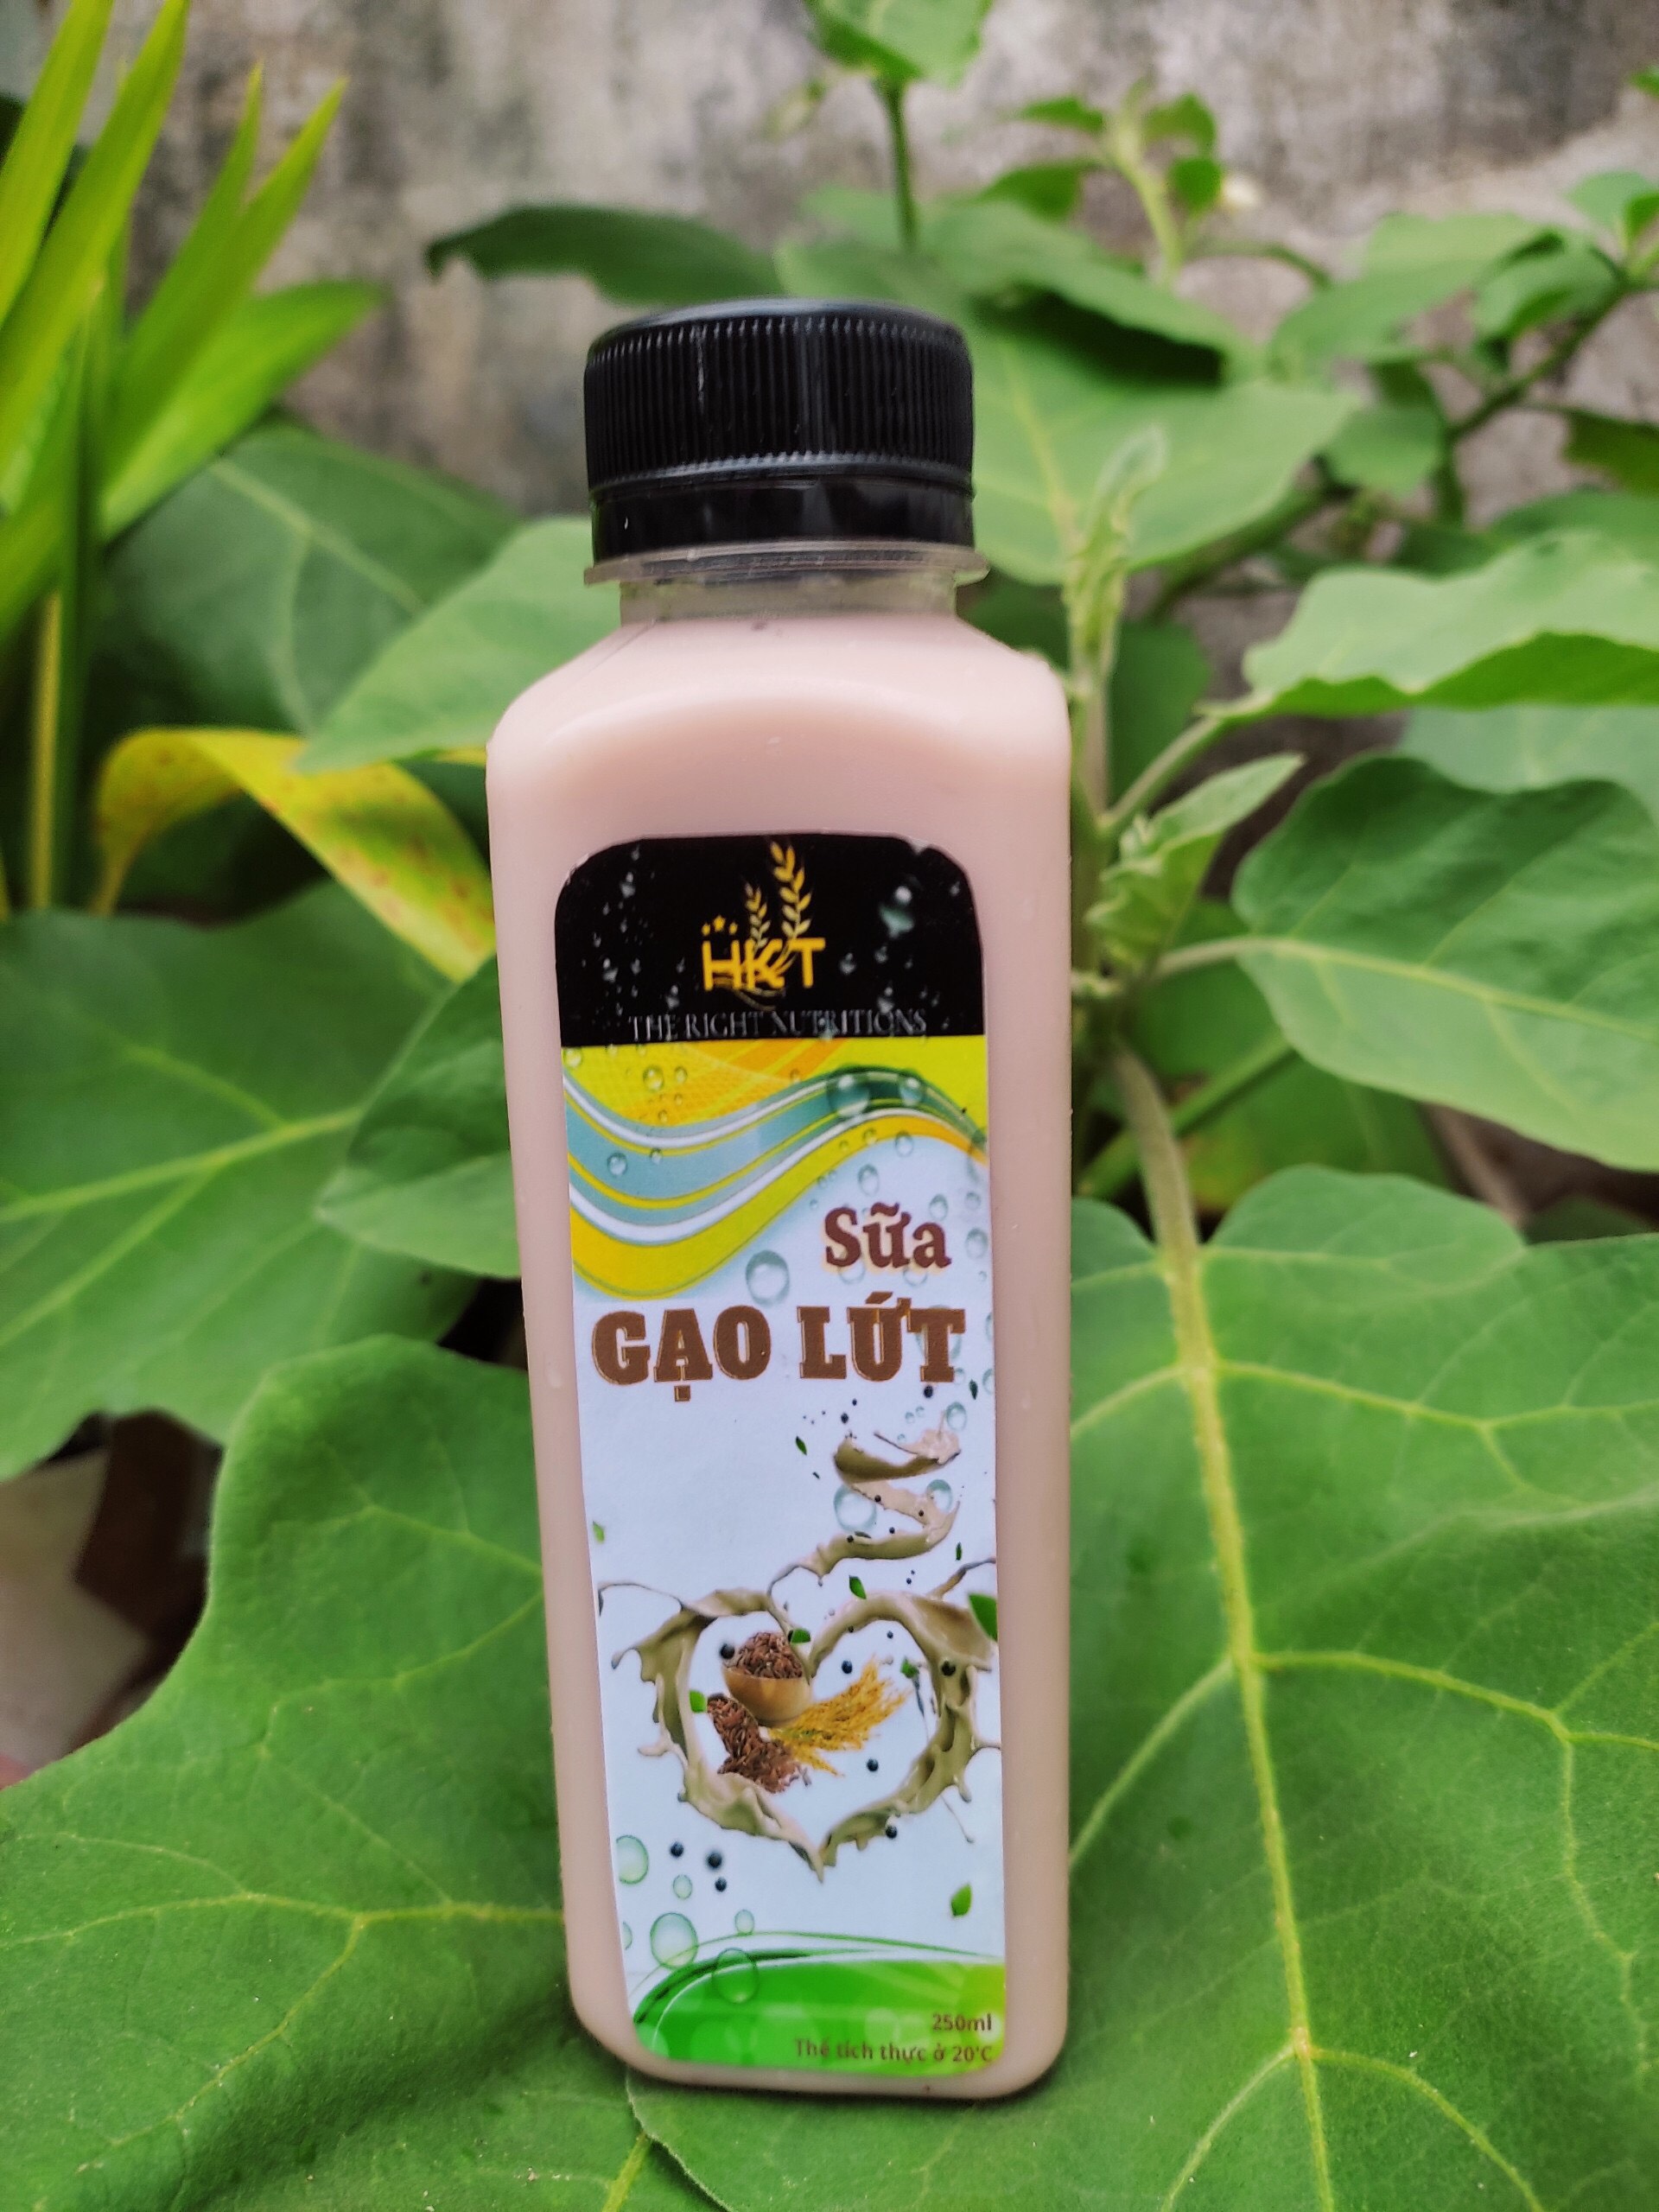 HKT
THE RIGHT NUTRITIONS
Sữa
GẠO LỨT
250ml
Thể tích thực ở 20°C